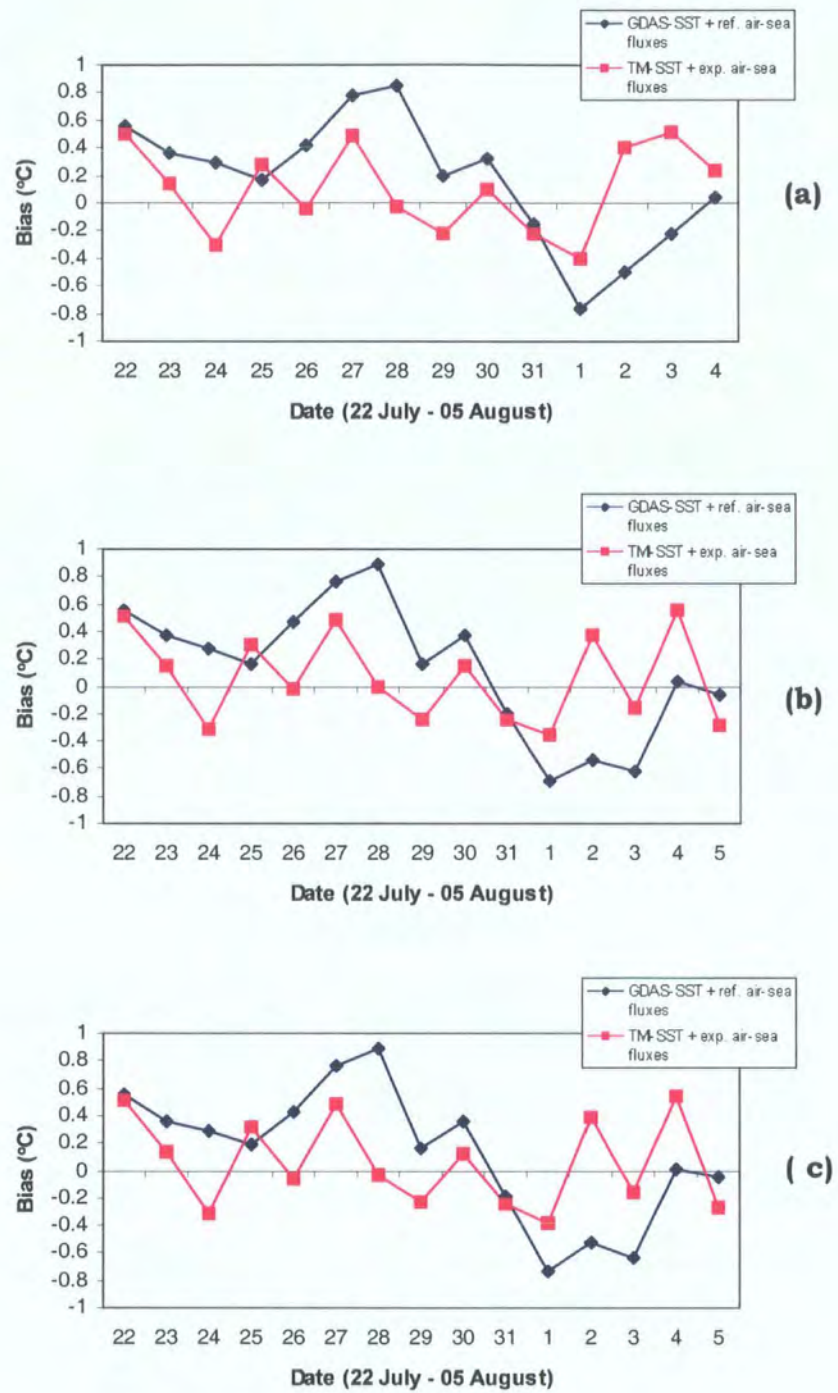 GDAS-SST + ref. air-sea
fluxes
TMI-SST + exp. air-sea
fluxes
1
0.8
0.6
0.4
0.2
0
-0.2
-0.4
-0.6
-0.8
-1
Bias (°C)
22 23 24 25 26 27 28 29 30 31 1 2 3 4
Date (22 July - 05 August)
(a)
GDAS-SST + ref. air-sea
fluxes
TMI-SST + exp. air-sea
fluxes
1
0.8
0.6
0.4
0.2
0
-0.2
-0.4
-0.6
-0.8
-1
Bias (°C)
22 23 24 25 26 27 28 29 30 31 1 2 3 4 5
Date (22 July - 05 August)
(b)
GDAS-SST + ref. air-sea
fluxes
TMI-SST + exp. air-sea
fluxes
1
0.8
0.6
0.4
0.2
0
-0.2
-0.4
-0.6
-0.8
-1
Bias (°C)
22 23 24 25 26 27 28 29 30 31 1 2 3 4 5
Date (22 July - 05 August)
( c)